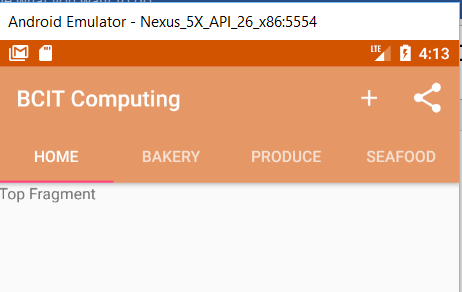 Android Emulator - Nexus_5X_API_26_x86:5554
LTE 4:13
BCIT Computing
HOME BAKERY PRODUCE SEAFOOD
Top Fragment